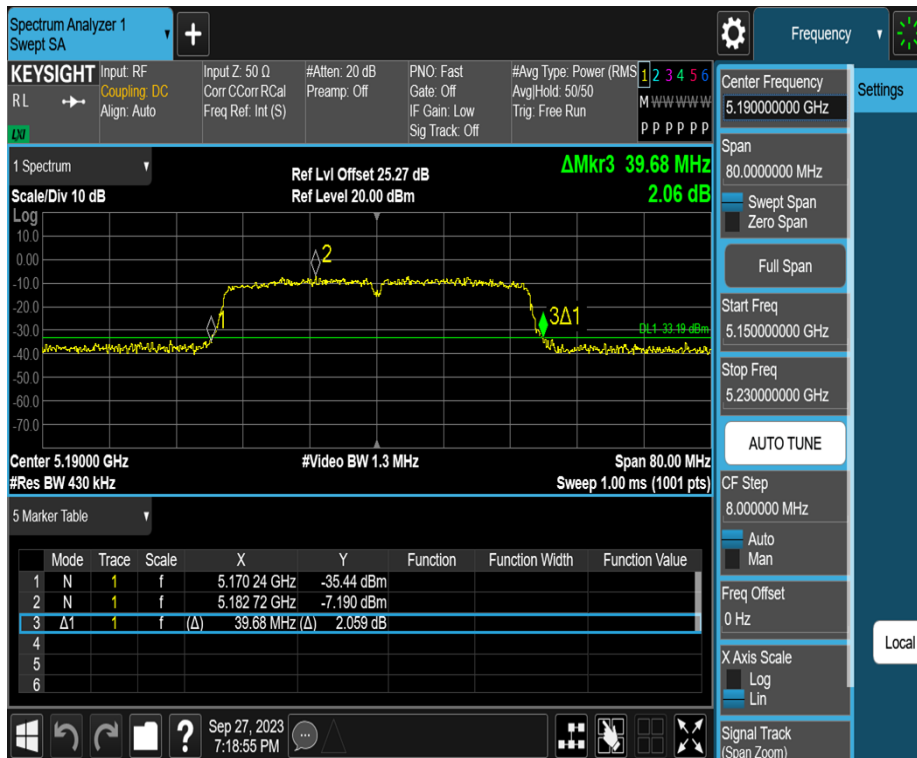 Spectrum Analyzer 1
Swept SA
+
Frequency
KEYSIGHT
RL
LXI
Input: RF
Coupling: DC
Align: Auto
Input Z: 50 Ω
Corr CCorr RCal
Freq Ref: Int (S)
#Atten: 20 dB
Preamp: Off
PNO: Fast
Gate: Off
IF Gain: Low
Sig Track: Off
#Avg Type: Power (RMS
Avg|Hold: 50/50
Trig: Free Run
1 2 3 4 5 6
M W W W W W
P P P P P P
1 Spectrum
Scale/Div 10 dB
Ref Lvl Offset 25.27 dB
Ref Level 20.00 dBm
ΔMkr3 39.68 MHz
2.06 dB
Log
10.0
0.00
-10.0
-20.0
-30.0
-40.0
-50.0
-60.0
-70.0
2
1
3Δ1
DL1 -33.19 dBm
Center 5.19000 GHz
#Video BW 1.3 MHz
Span 80.00 MHz
#Res BW 430 kHz
Sweep 1.00 ms (1001 pts)
5 Marker Table
Mode Trace Scale X Y Function Function Width Function Value
1 N 1 f 5.170 24 GHz -35.44 dBm
2 N 1 f 5.182 72 GHz -7.190 dBm
3 Δ1 1 f (Δ) 39.68 MHz (Δ) 2.059 dB
4
5
6
?
Sep 27, 2023
7:18:55 PM
Center Frequency
5.190000000 GHz
Settings
Span
80.0000000 MHz
Swept Span
Zero Span
Full Span
Start Freq
5.150000000 GHz
Stop Freq
5.230000000 GHz
AUTO TUNE
CF Step
8.000000 MHz
Auto
Man
Freq Offset
0 Hz
Local
X Axis Scale
Log
Lin
Signal Track
(Span Zoom)